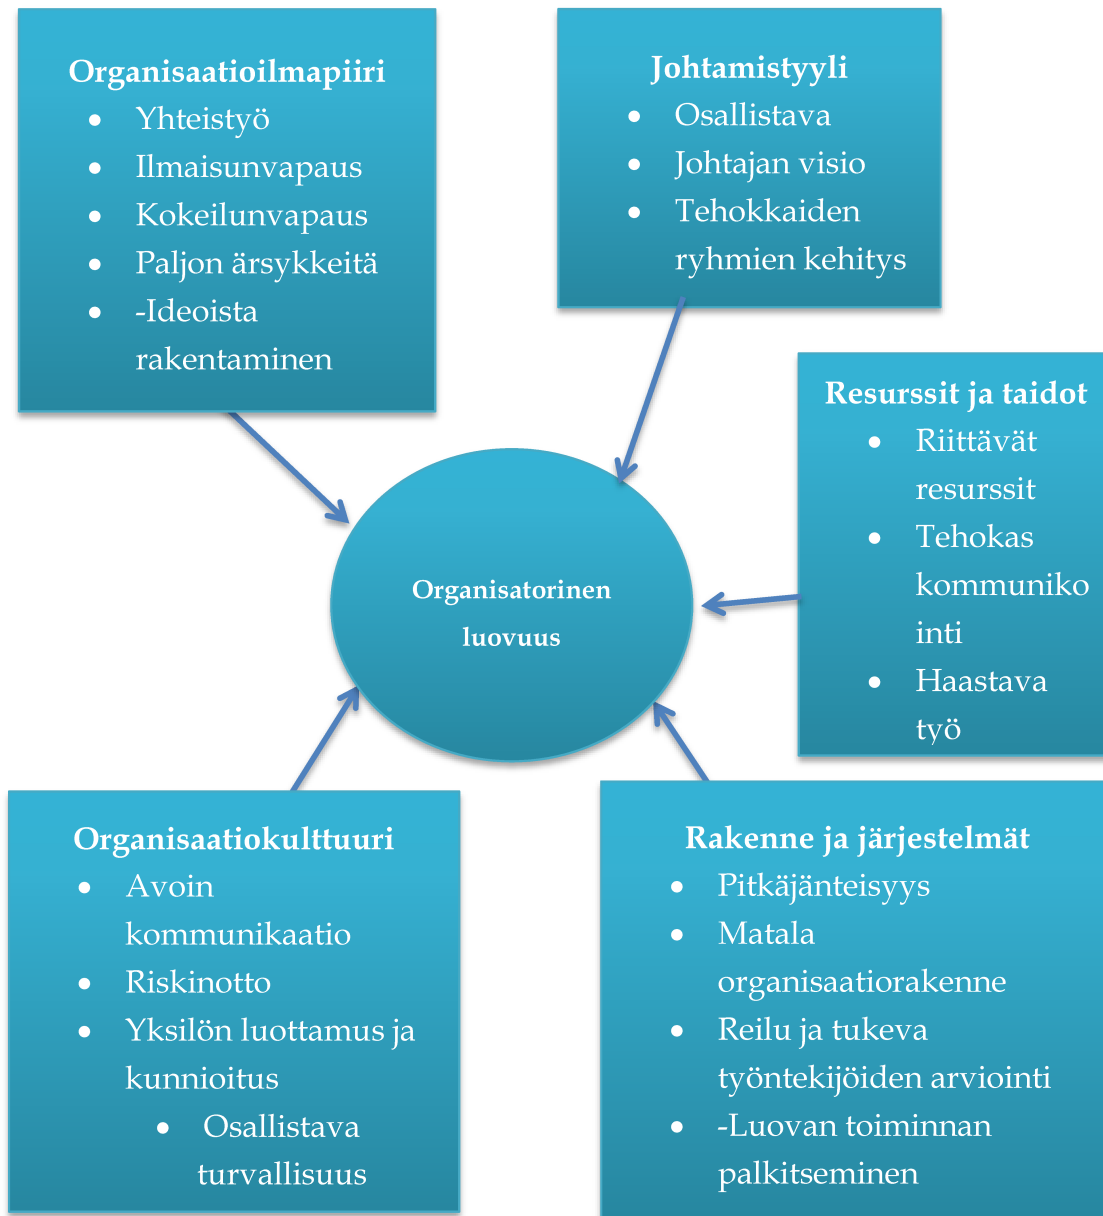 Organisaatioilmapiiri
• Yhteistyö
• Ilmaisunvapaus
• Kokeilunvapaus
• Paljon ärsykkeitä
• -Ideoista
rakentaminen
Johtamistyyli
• Osallistava
• Johtajan visio
• Tehokkaiden
ryhmien kehitys
Resurssit ja taidot
• Riittävät
resurssit
• Tehokas
kommuniko
inti
• Haastava
työ
Organisatorinen
luovuus
Organisaatiokulttuuri
• Avoin
kommunikaatio
• Riskinotto
• Yksilön luottamus ja
kunnioitus
• Osallistava
turvallisuus
Rakenne ja järjestelmät
• Pitkäjänteisyys
• Matala
organisaatiorakenne
• Reilu ja tukeva
työntekijöiden arviointi
• -Luovan toiminnan
palkitseminen